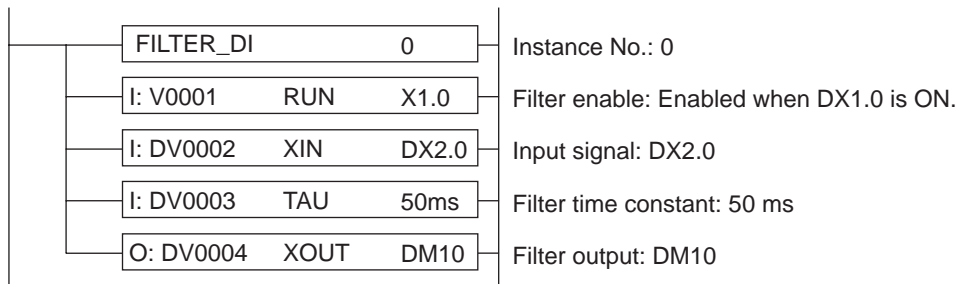 FILTER_DI 0 Instance No.: 0
I: V0001 RUN X1.0 Filter enable: Enabled when DX1.0 is ON.
I: DV0002 XIN DX2.0 Input signal: DX2.0
I: DV0003 TAU 50ms Filter time constant: 50 ms
O: DV0004 XOUT DM10 Filter output: DM10